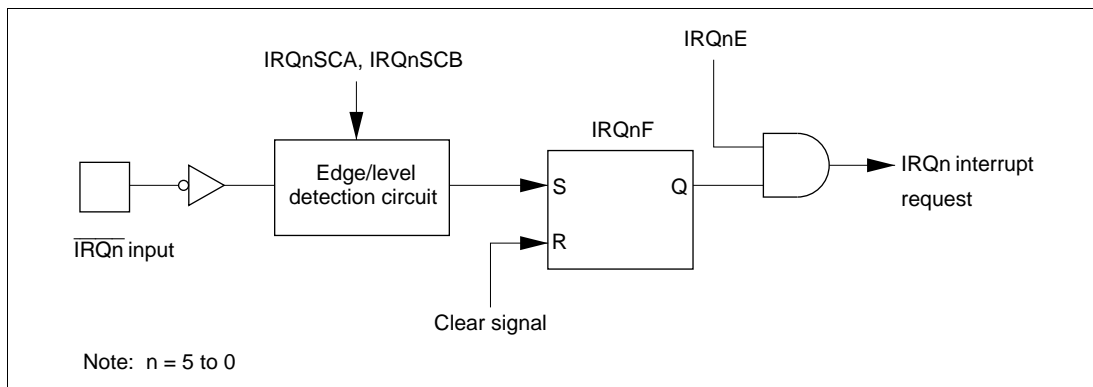 IRQnE
IRQnSCA, IRQnSCB
IRQnF
Edge/level
detection circuit
S
Q
R
IRQn interrupt
request
IRQn input
Clear signal
Note: n = 5 to 0